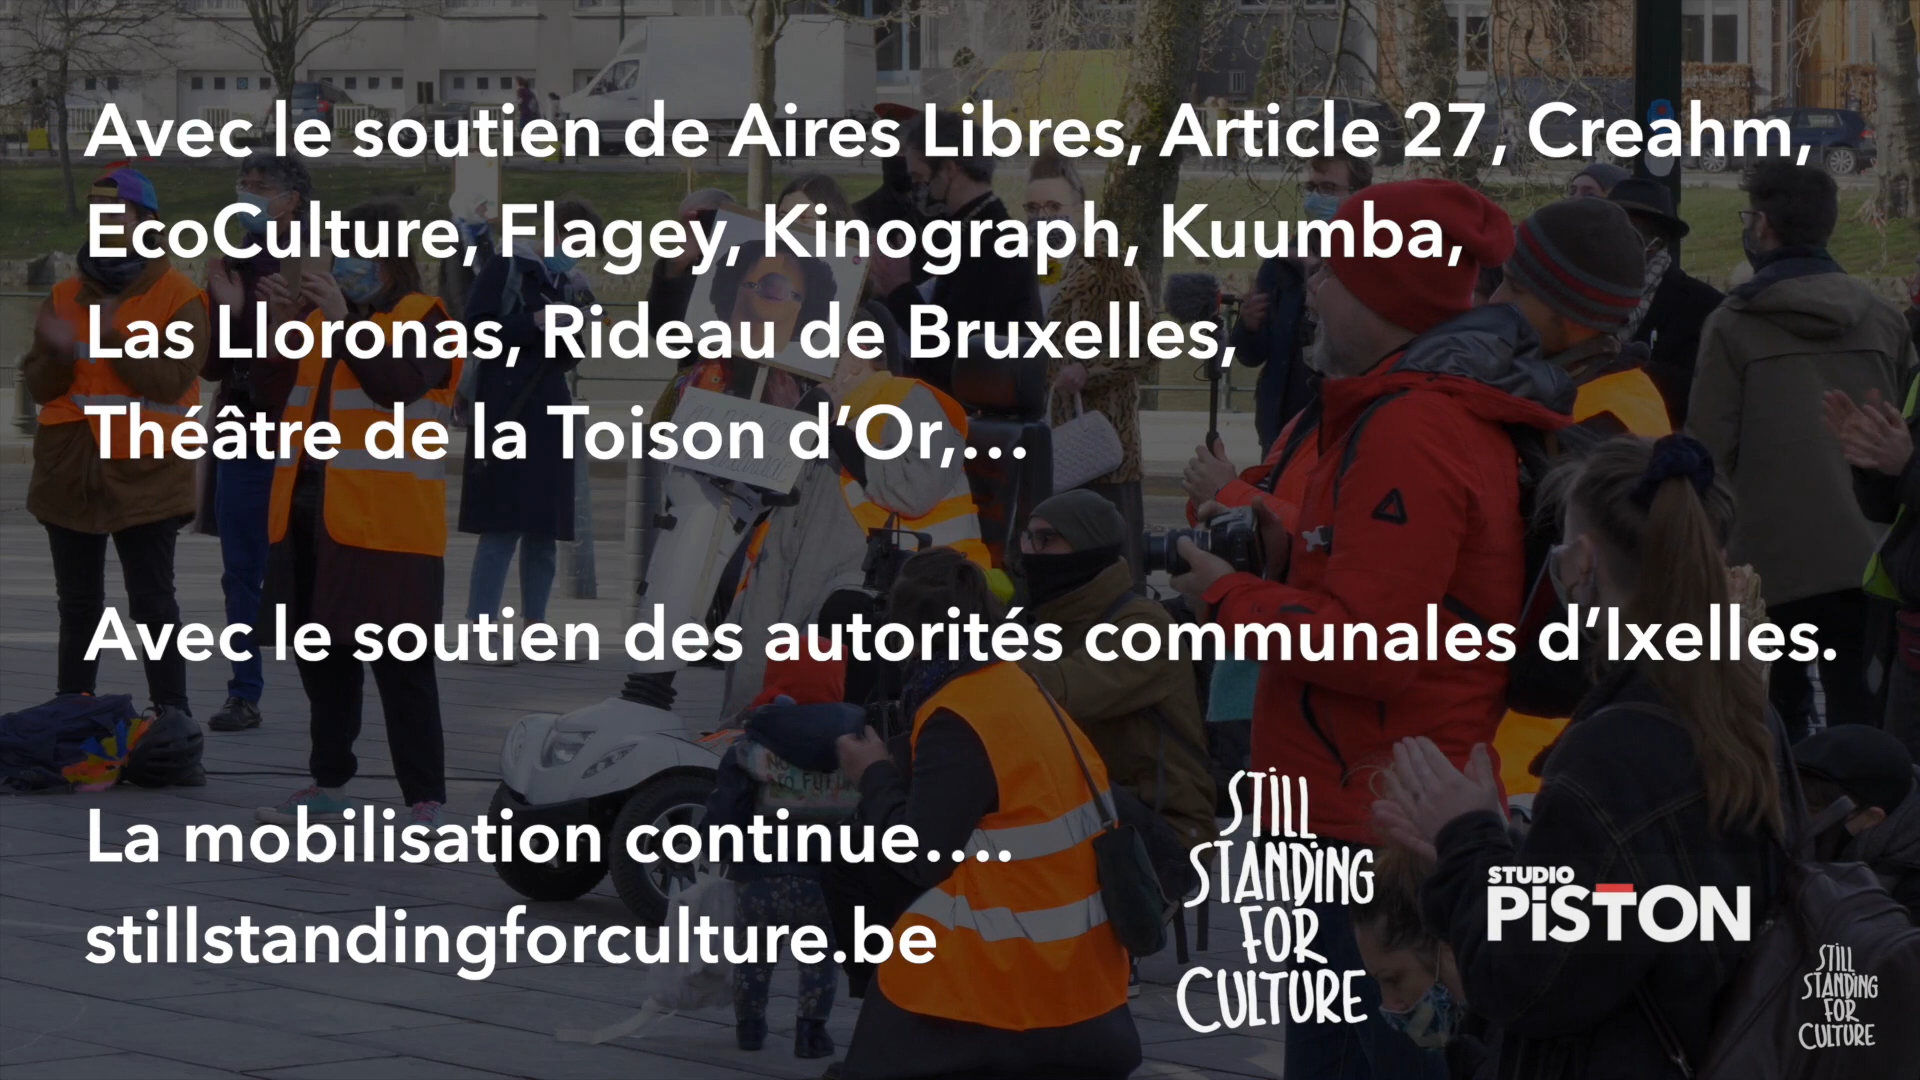 Avec le soutien de Aires Libres, Article 27, Creahm,
EcoCulture, Flagey, Kinograph, Kuumba,
Las Lloronas, Rideau de Bruxelles,
Théâtre de la Toison d’Or,…
Avec le soutien des autorités communales d’Ixelles.
La mobilisation continue….
stillstandingforculture.be
STiLL
STANDiNG
FOR
CULTURE
STUDIO
PiSTON
STiLL
STANDiNG
FOR
CULTURE